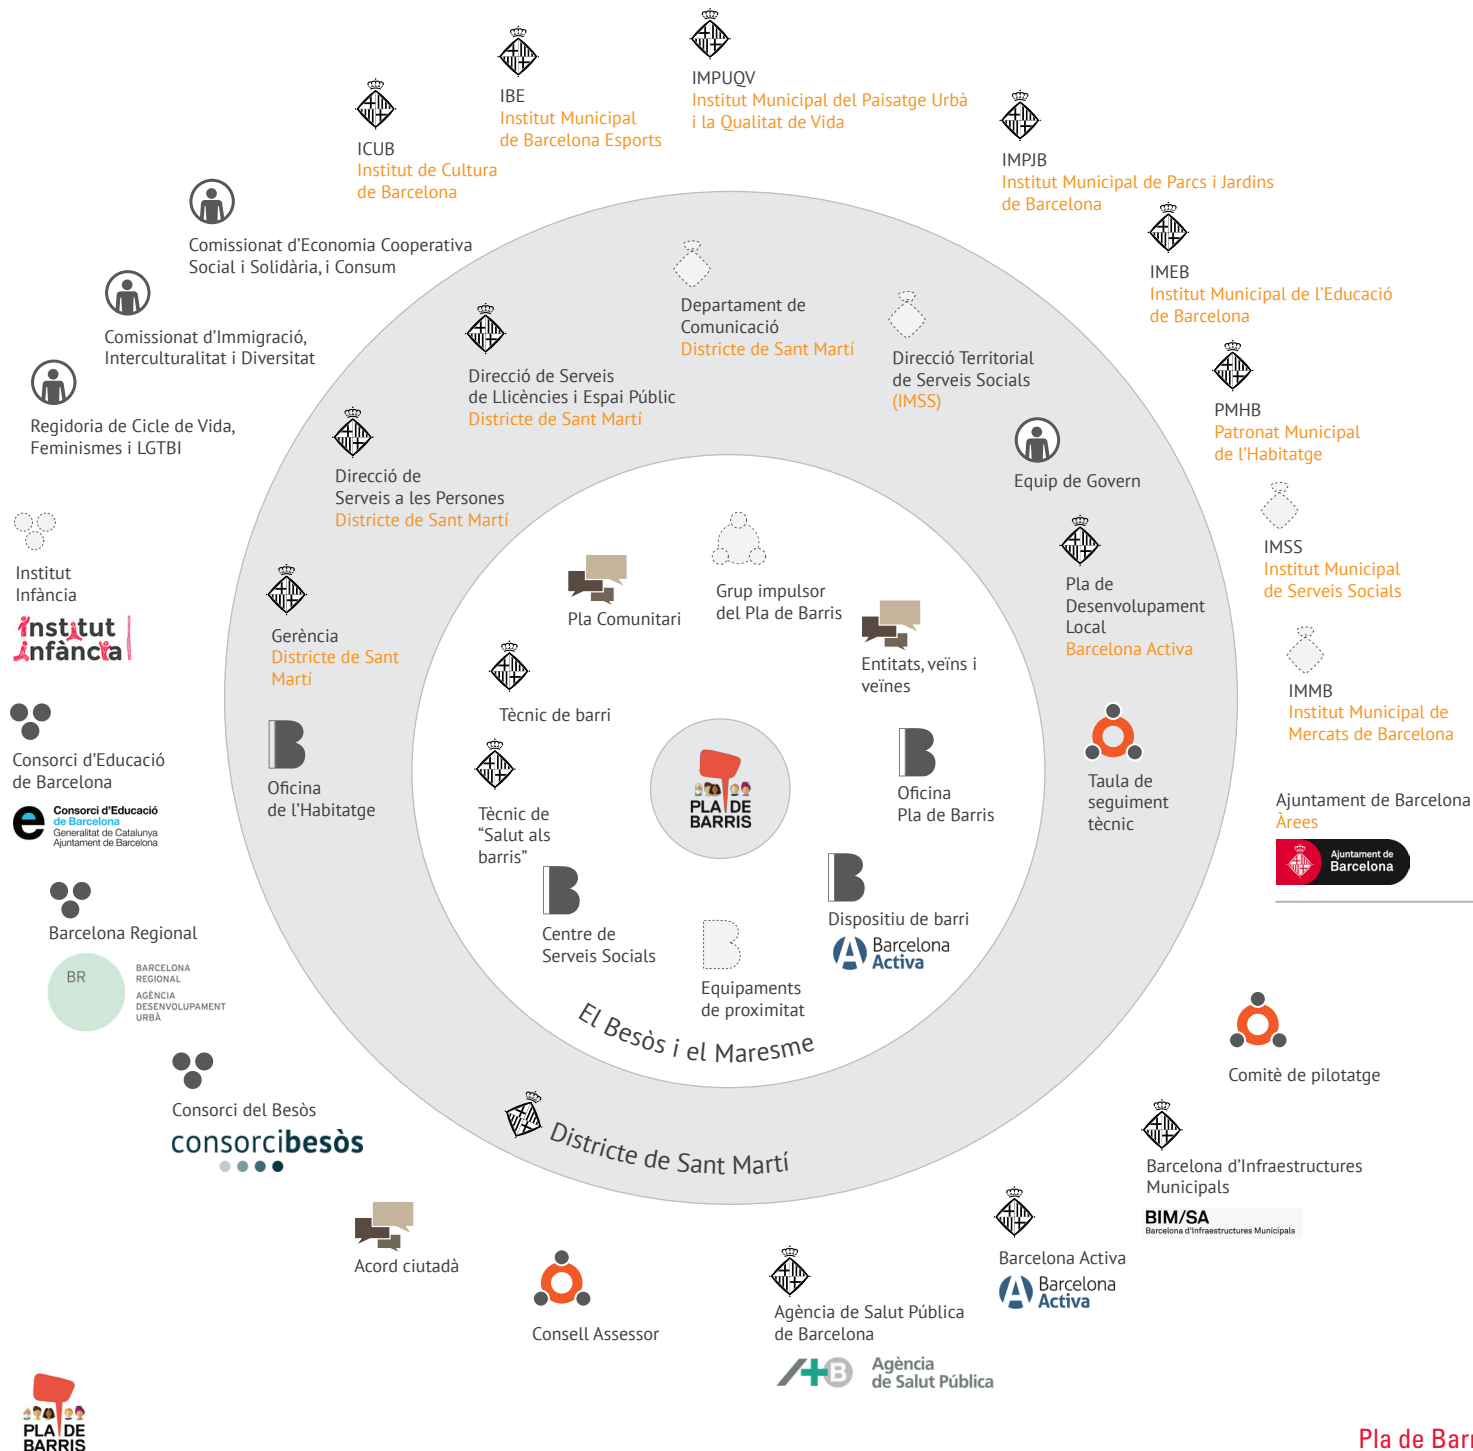 IMPUQV
Institut Municipal del Paisatge Urbà
i la Qualitat de Vida
IBE
Institut Municipal
de Barcelona Esports
ICUB
Institut de Cultura
de Barcelona
IMPJB
Institut Municipal de Parcs i Jardins
de Barcelona
Comissionat d'Economia Cooperativa
Social i Solidària, i Consum
IMEB
Institut Municipal de l'Educació
de Barcelona
Comissionat d'Immigració,
Interculturalitat i Diversitat
Departament de
Comunicació
Districte de Sant Martí
Direcció Territorial
de Serveis Socials
(IMSS)
Direcció de Serveis
de Llicències i Espai Públic
Districte de Sant Martí
Regidoria de Cicle de Vida,
Feminismes i LGTBI
PMHB
Patronat Municipal
de l'Habitatge
Direcció de
Serveis a les Persones
Districte de Sant Martí
Equip de Govern
IMSS
Institut Municipal
de Serveis Socials
Institut
Infància
Institut
infància
Pla Comunitari
Grup impulsor
del Pla de Barris
Pla de
Desenvolupament
Local
Barcelona Activa
Gerència
Districte de Sant
Martí
Entitats, veïns i
veïnes
IMMB
Institut Municipal de
Mercats de Barcelona
Tècnic de barri
Consorci d'Educació
de Barcelona
e
Consorci d'Educació
de Barcelona
Generalitat de Catalunya
Ajuntament de Barcelona
Oficina
de l'Habitatge
Tècnic de
"Salut als
barris"
PLA DE
BARRIS
Oficina
Pla de Barris
Taula de
seguiment
tècnic
Ajuntament de Barcelona
Àrees
Ajuntament de
Barcelona
Centre de
Serveis Socials
Dispositiu de barri
Barcelona
Activa
Equipaments
de proximitat
El Besòs i el Maresme
Barcelona Regional
BR
BARCELONA
REGIONAL
AGÈNCIA
DESENVOLUPAMENT
URBÀ
Comitè de pilotatge
Consorci del Besòs
consorcibesòs
Districte de Sant Martí
Barcelona d'Infraestructures
Municipals
BIM/SA
Barcelona d'Infraestructures Municipals
Acord ciutadà
Barcelona Activa
Barcelona
Activa
Consell Assessor
Agència de Salut Pública
de Barcelona
B
Agència
de Salut Pública
PLA DE
BARRIS
Pla de Barr